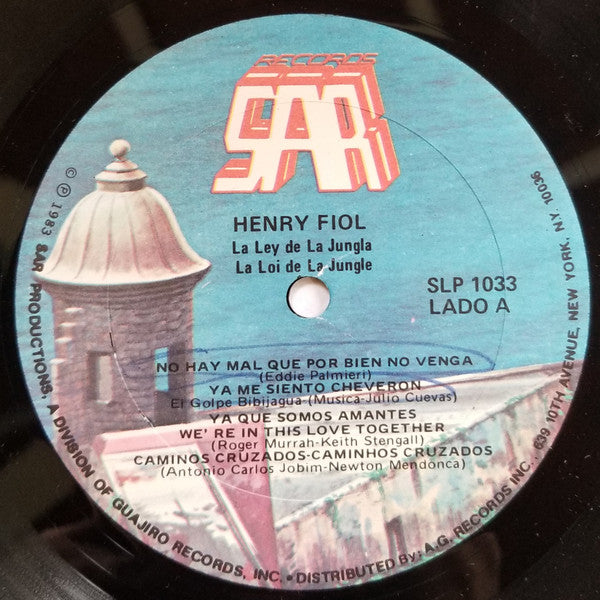 RECORDS
SAR
HENRY FIOL
La Ley de La Jungla
La Loi de La Jungle
SLP 1033
LADO A
NO HAY MAL QUE POR BIEN NO VENGA
(Eddie Palmieri)
YA ME SIENTO CHEVERON
El Golpe Bibijagua-(Musica-Julio Cuevas)
YA QUE SOMOS AMANTES
WE' RE IN THIS LOVE TOGETHER
(Roger Murrah-Keith Stengall)
CAMINOS CRUZADOS-CAMINHOS CRUZADOS
(Antonio Carlos Jobim-Newton Mendonca)
© ℗ 1983 SAR PRODUCTIONS, A DIVISION OF GUAJIRO RECORDS, INC. • DISTRIBUTED By: A.G. RECORDS INC., 639 10TH AVENUE, NEW YORK, NY 10036